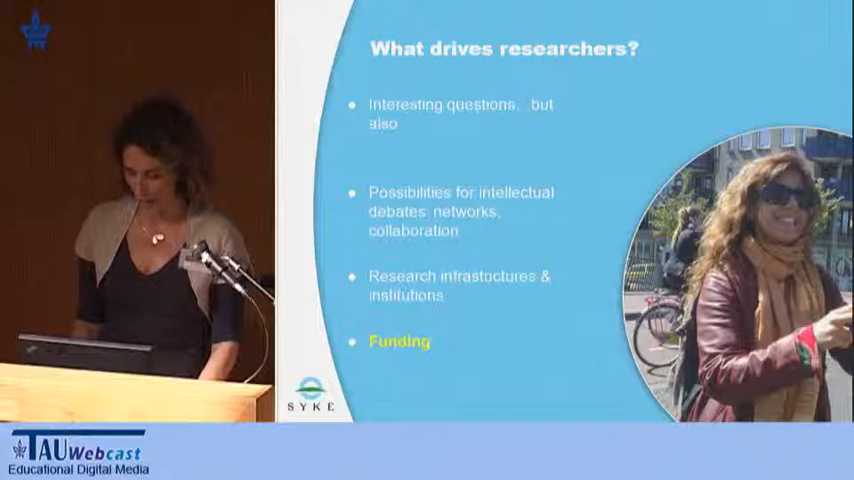 What drives researchers?
Interesting questions...but
also
Possibilities for intellectual
debates: networks,
collaboration
Research infrastructures &
institutions
Funding
SYKE
TAUWebcast
Educational Digital Media